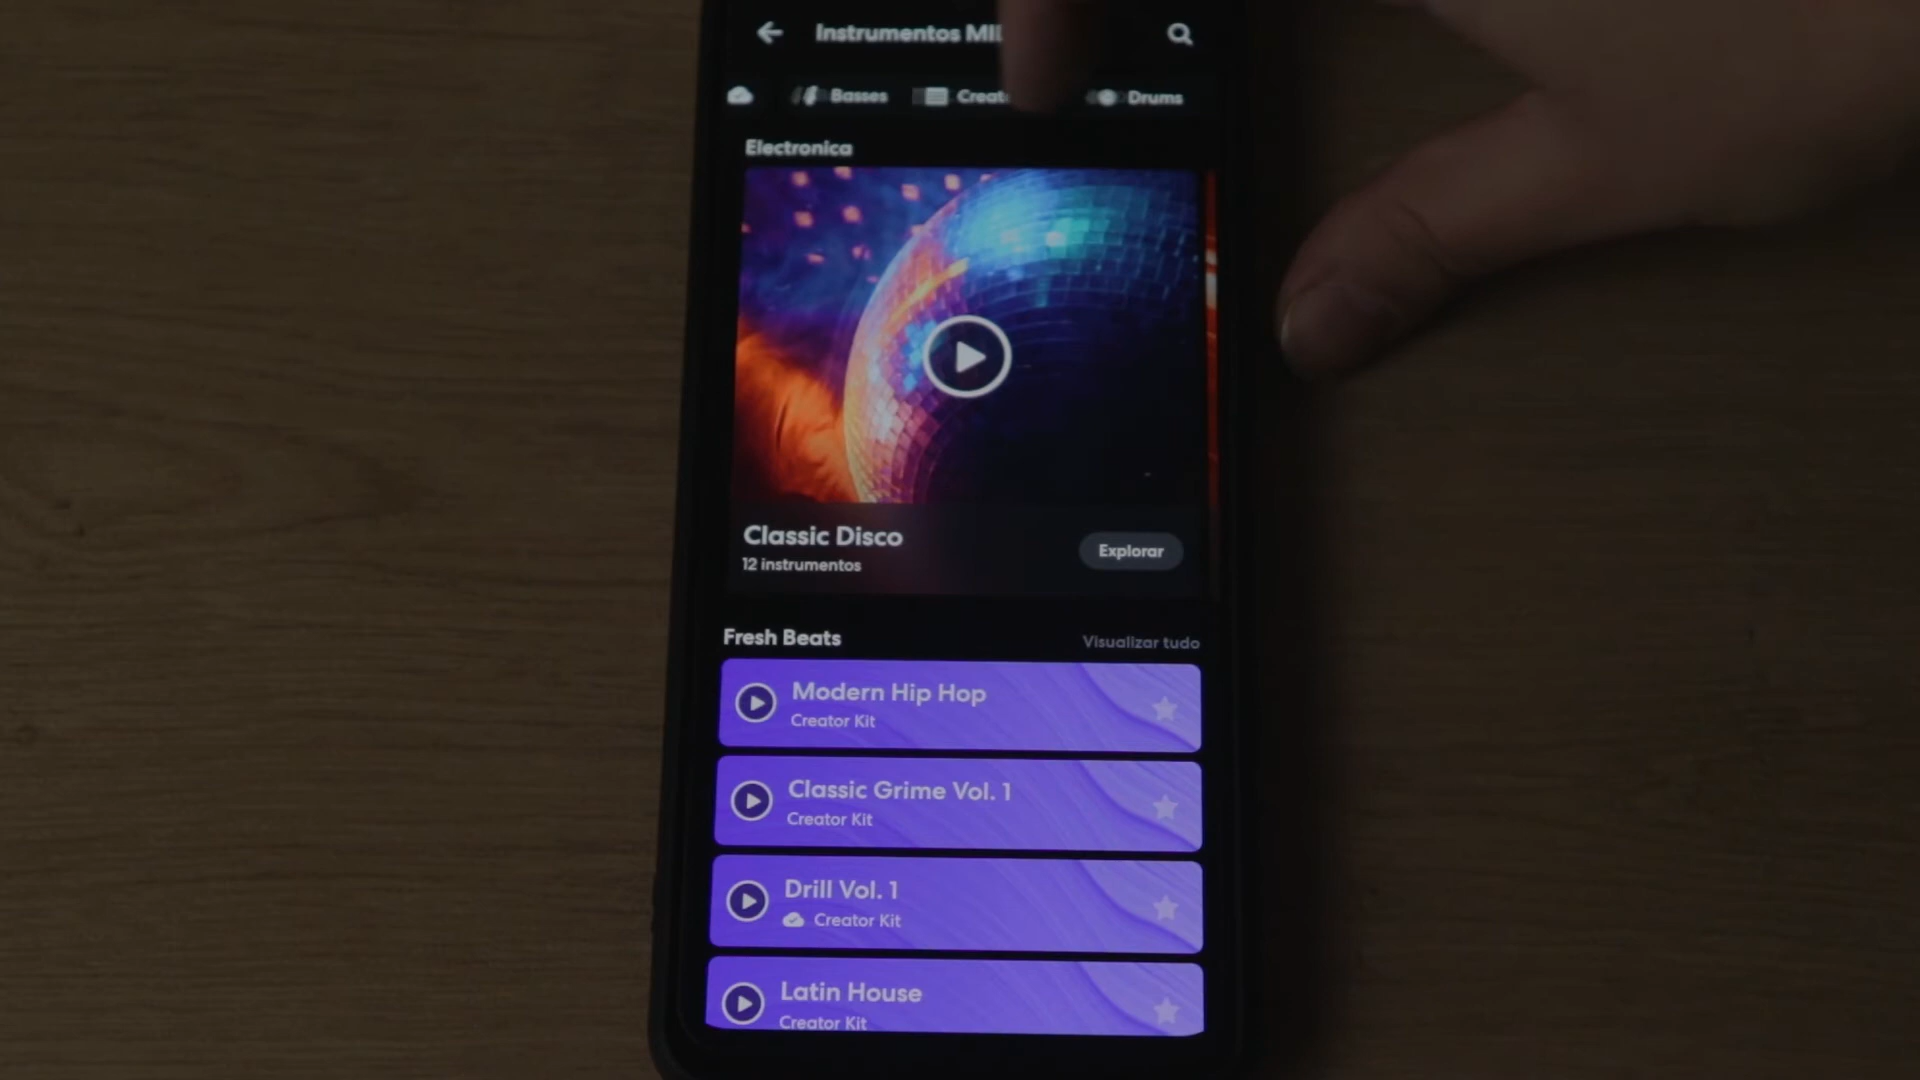 Instrumentos
Basses
Drums
Electronica
Classic Disco
12 instrumentos
Explorar
Fresh Beats
Visualizar tudo
Modern Hip Hop
Creator Kit
Classic Grime Vol. 1
Creator Kit
Drill Vol. 1
Creator Kit
Latin House
Creator Kit